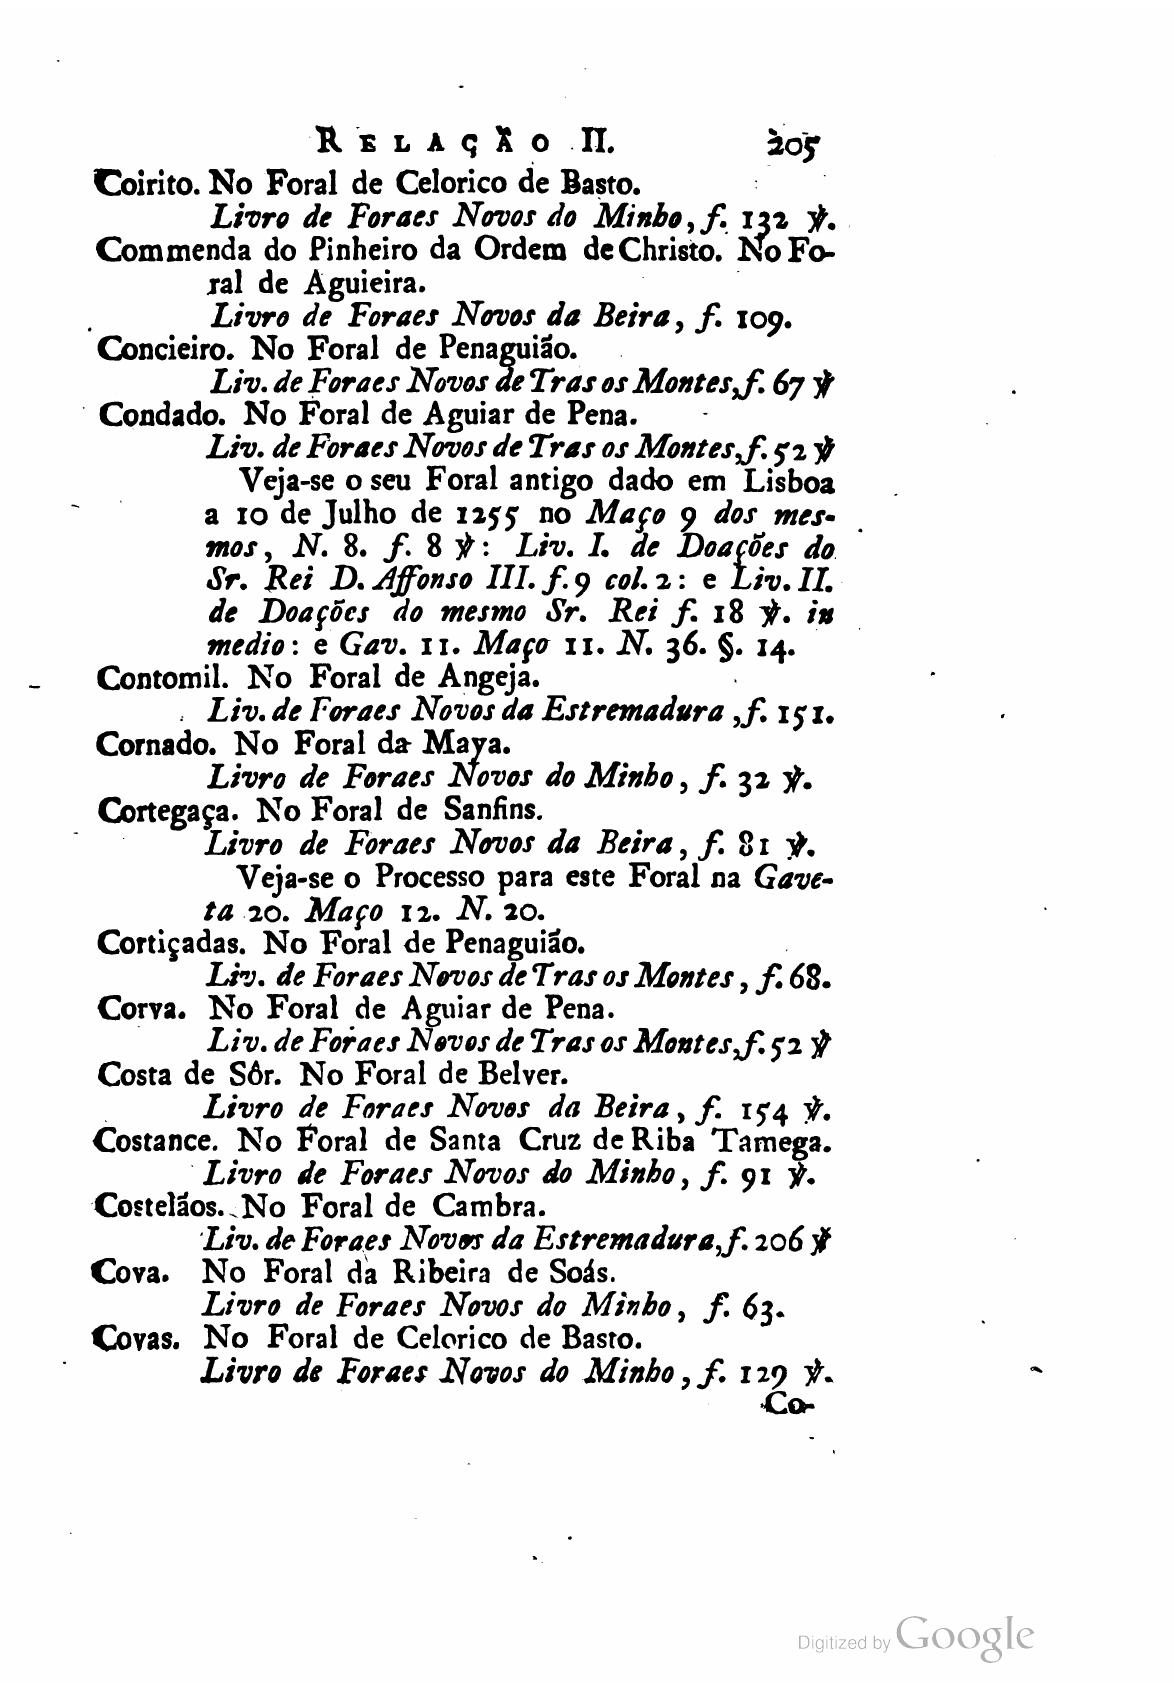 RELAÇÃO II. 205
Coirito. No Foral de Celorico de Basto.
Livro de Foraes Novos do Minho, f. 132 ℣.
Commenda do Pinheiro da Ordem de Christo. No Fo-
ral de Aguieira.
Livro de Foraes Novos da Beira, f. 109.
Concieiro. No Foral de Penaguião.
Liv. de Foraes Novos de Tras os Montes, f. 67 ℣
Condado. No Foral de Aguiar de Pena.
Liv. de Foraes Novos de Tras os Montes, f. 52 ℣
Veja-se o seu Foral antigo dado em Lisboa
a 10 de Julho de 1255 no Maço 9 dos mes-
mos, N. 8. f. 8 ℣: Liv. I. de Doações do
Sr. Rei D. Affonso III. f. 9 col. 2: e Liv. II.
de Doações do mesmo Sr. Rei f. 18 ℣. in
medio: e Gav. 11. Maço 11. N. 36. §. 14.
Contomil. No Foral de Angeja.
Liv. de Foraes Novos da Estremadura, f. 151.
Cornado. No Foral da Maya.
Livro de Foraes Novos do Minho, f. 32 ℣.
Cortegaça. No Foral de Sanfins.
Livro de Foraes Novos da Beira, f. 81 ℣.
Veja-se o Processo para este Foral na Gave-
ta 20. Maço 12. N. 20.
Cortiçadas. No Foral de Penaguião.
Liv. de Foraes Novos de Tras os Montes, f. 68.
Corva. No Foral de Aguiar de Pena.
Liv. de Foraes Novos de Tras os Montes, f. 52 ℣
Costa de Sôr. No Foral de Belver.
Livro de Foraes Novos da Beira, f. 154 ℣.
Costance. No Foral de Santa Cruz de Riba Tamega.
Livro de Foraes Novos do Minho, f. 91 ℣.
Costelãos. No Foral de Cambra.
Liv. de Foraes Novos da Estremadura, f. 206 ℣
Cova. No Foral da Ribeira de Soás.
Livro de Foraes Novos do Minho, f. 63.
Covas. No Foral de Celorico de Basto.
Livro de Foraes Novos do Minho, f. 129 ℣.
Co-
Digitized by Google